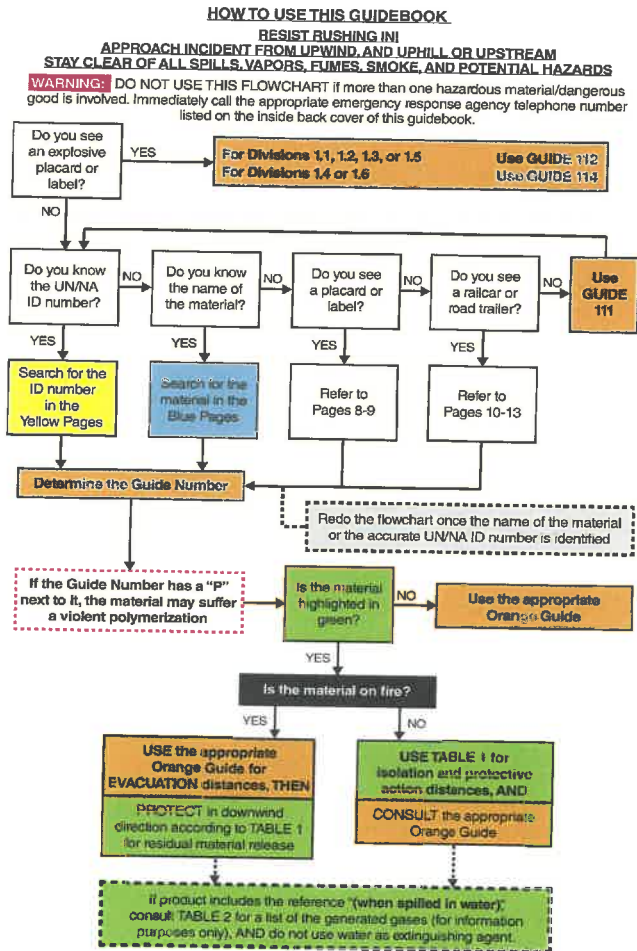 HOW TO USE THIS GUIDEBOOK
RESIST RUSHING IN!
APPROACH INCIDENT FROM UPWIND, AND UPHILL OR UPSTREAM
STAY CLEAR OF ALL SPILLS, VAPORS, FUMES, SMOKE, AND POTENTIAL HAZARDS
WARNING: DO NOT USE THIS FLOWCHART if more than one hazardous material/dangerous
good is involved. Immediately call the appropriate emergency response agency telephone number
listed on the inside back cover of this guidebook.
Do you see
an explosive
placard or
label?
YES
For Divisions 1.1, 1.2, 1.3, or 1.5 Use GUIDE 112
For Divisions 1.4 or 1.6 Use GUIDE 114
NO
Do you know
the UN/NA
ID number?
NO
Do you know
the name of
the material?
NO
Do you see
a placard or
label?
NO
Do you see
a railcar or
road trailer?
NO
Use
GUIDE
111
YES
YES
YES
YES
Search for the
ID number
in the
Yellow Pages
Search for the
material in the
Blue Pages
Refer to
Pages 8-9
Refer to
Pages 10-13
Determine the Guide Number
Redo the flowchart once the name of the material
or the accurate UN/NA ID number is identified
If the Guide Number has a "P"
next to it, the material may suffer
a violent polymerization
Is the material
highlighted in
green?
NO
Use the appropriate
Orange Guide
YES
Is the material on fire?
YES
NO
USE the appropriate
Orange Guide for
EVACUATION distances, THEN
PROTECT in downwind
direction according to TABLE 1
for residual material release
USE TABLE 1 for
isolation and protective
action distances, AND
CONSULT the appropriate
Orange Guide
If product includes the reference "(when spilled in water)",
consult TABLE 2 for a list of the generated gases (for information
purposes only), AND do not use water as extinguishing agent.